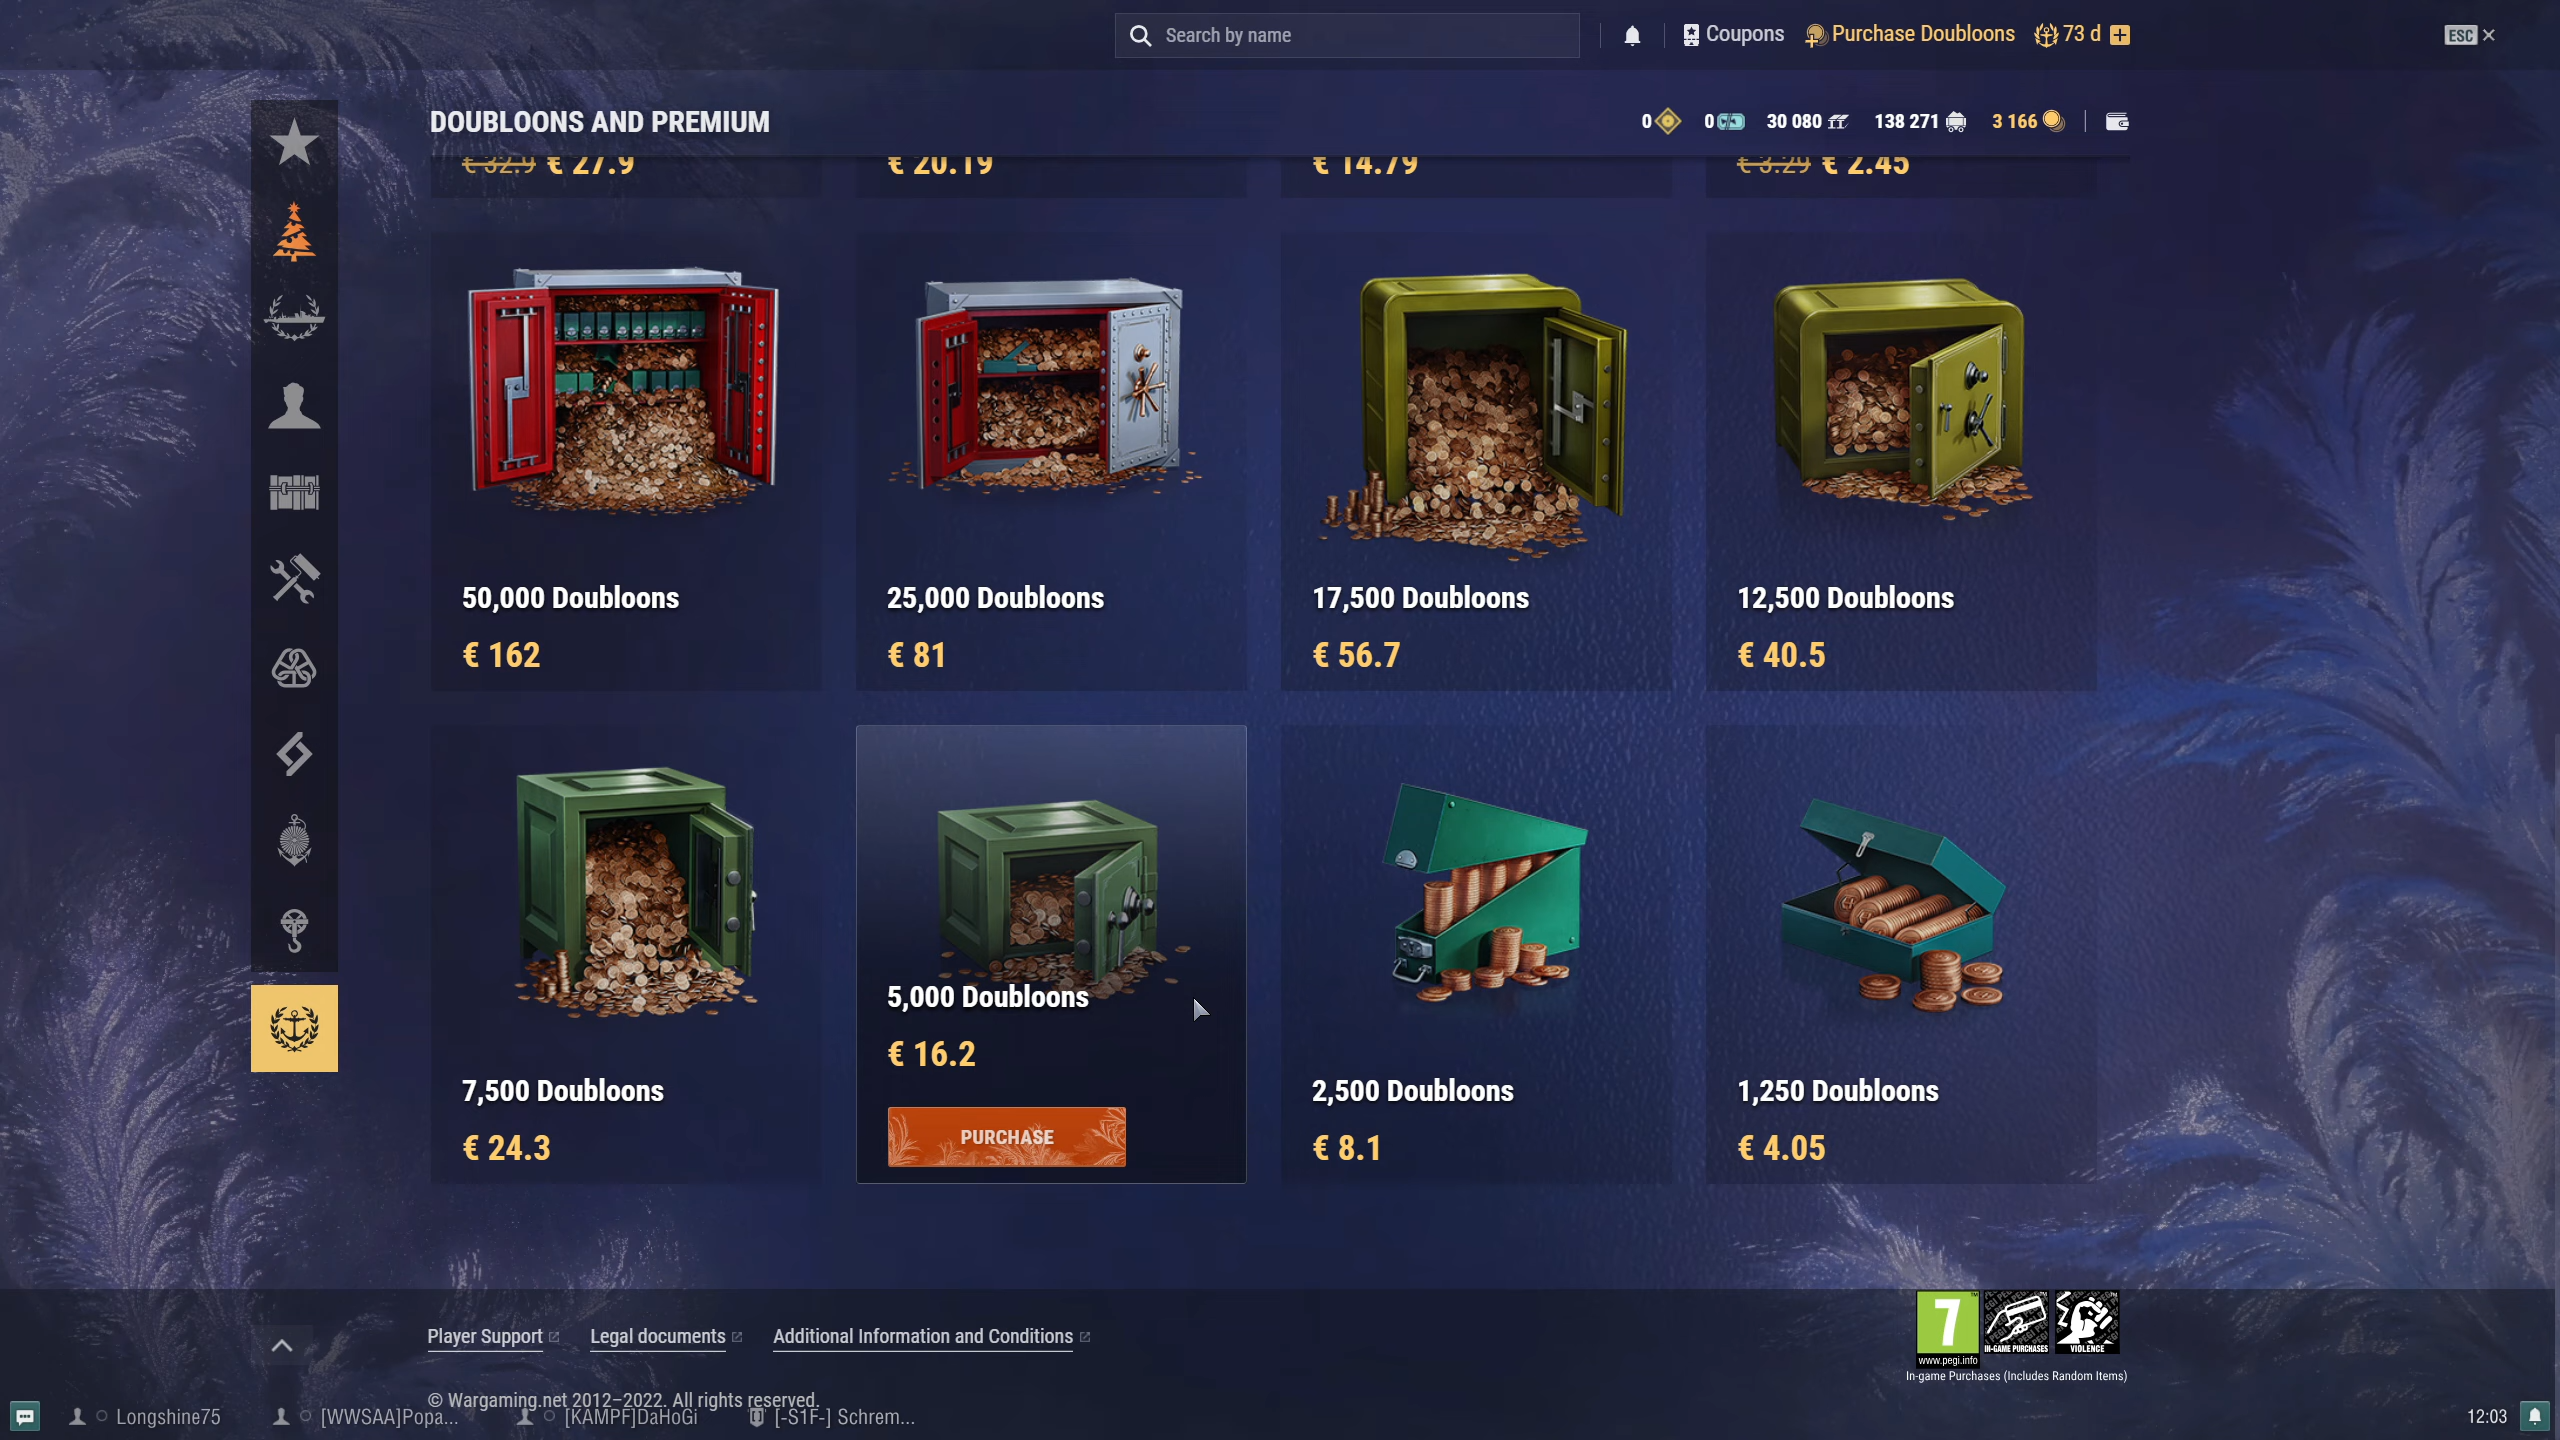 Search by name
Coupons
Purchase Doubloons
73 d
ESC
DOUBLOONS AND PREMIUM
0
0
30 080
138 271
3 166
€ 32.9 € 27.9
€ 20.19
€ 14.79
€ 3.29 € 2.45
50,000 Doubloons
€ 162
25,000 Doubloons
€ 81
17,500 Doubloons
€ 56.7
12,500 Doubloons
€ 40.5
7,500 Doubloons
€ 24.3
5,000 Doubloons
€ 16.2
PURCHASE
2,500 Doubloons
€ 8.1
1,250 Doubloons
€ 4.05
Player Support
Legal documents
Additional Information and Conditions
7
www.pegi.info
IN-GAME PURCHASES
VIOLENCE
In-game Purchases (Includes Random Items)
© Wargaming.net 2012–2022. All rights reserved.
Longshine75
[WWSAA]Popa...
[KAMPF]DaHoGi
[-S1F-] Schrem...
12:03